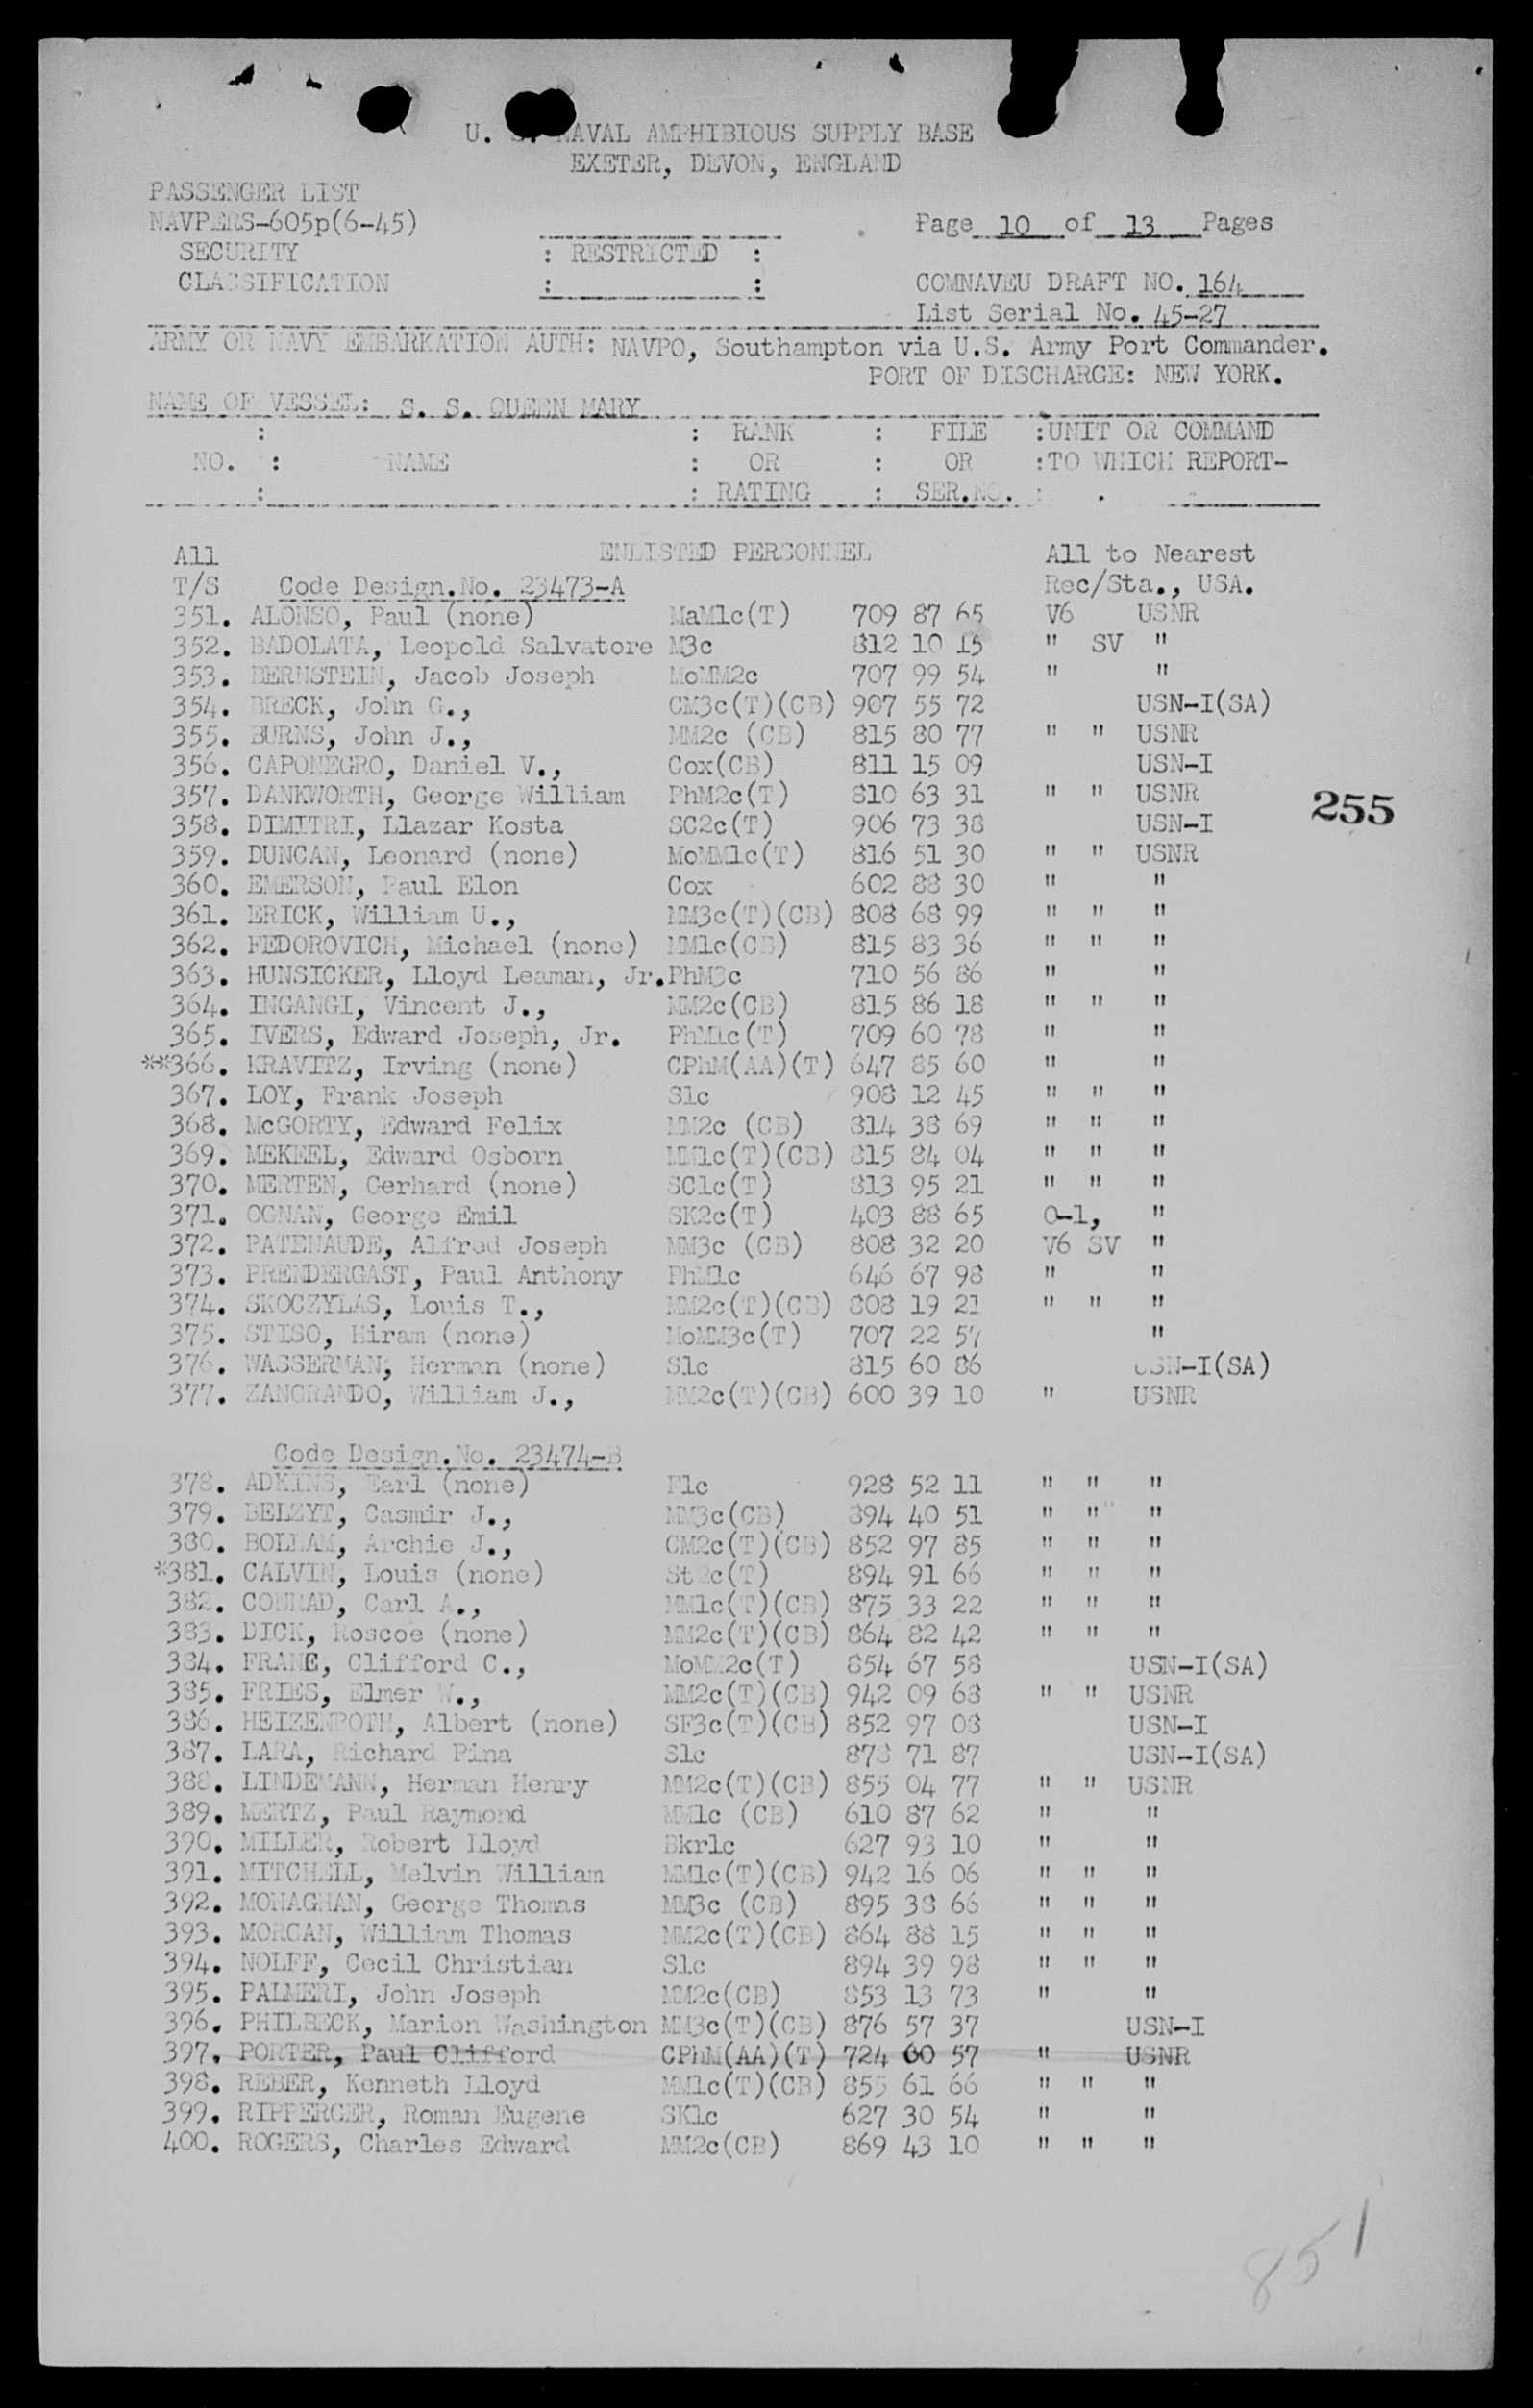 U. S. NAVAL AMPHIBIOUS SUPPLY BASE
EXETER, DEVON, ENGLAND
PASSENGER LIST
NAVPERS-605p(6-45) Page 10 of 13 Pages
SECURITY : RESTRICTED :
CLASSIFICATION : : COMNAVEU DRAFT NO. 164
List Serial No. 45-27
ARMY OR NAVY EMBARKATION AUTH: NAVPO, Southampton via U.S. Army Port Commander.
PORT OF DISCHARGE: NEW YORK.
NAME OF VESSEL: S. S. QUEEN MARY
: : RANK : FILE :UNIT OR COMMAND
NO. : NAME : OR : OR :TO WHICH REPORT-
: : RATING : SER.NO. : .
All ENLISTED PERSONNEL All to Nearest
T/S Code Design.No. 23473-A Rec/Sta., USA.
351. ALONSO, Paul (none) MaM1c(T) 709 87 65 V6 USNR
352. BADOLATA, Leopold Salvatore M3c 812 10 15 " SV "
353. BERNSTEIN, Jacob Joseph MoMM2c 707 99 54 " "
354. BRECK, John G., CM3c(T)(CB) 907 55 72 USN-I(SA)
355. BURNS, John J., MM2c (CB) 815 80 77 " " USNR
356. CAPONEGRO, Daniel V., Cox(CB) 811 15 09 USN-I
357. DANKWORTH, George William PhM2c(T) 810 63 31 " " USNR
255
358. DIMITRI, Llazar Kosta SC2c(T) 906 73 38 USN-I
359. DUNCAN, Leonard (none) MoMM1c(T) 816 51 30 " " USNR
360. EMERSON, Paul Elon Cox 602 88 30 " "
361. ERICK, William U., MM3c(T)(CB) 808 68 99 " " "
362. FEDOROVICH, Michael (none) MM1c(CB) 815 83 36 " " "
363. HUNSICKER, Lloyd Leaman, Jr. PhM3c 710 56 86 " "
364. INGANGI, Vincent J., MM2c(CB) 815 86 18 " " "
365. IVERS, Edward Joseph, Jr. PhM1c(T) 709 60 78 " "
**366. KRAVITZ, Irving (none) CPhM(AA)(T) 647 85 60 " "
367. LOY, Frank Joseph S1c 908 12 45 " " "
368. McGORTY, Edward Felix MM2c (CB) 814 38 69 " " "
369. MEKEEL, Edward Osborn MM1c(T)(CB) 815 84 04 " " "
370. MERTEN, Gerhard (none) SC1c(T) 813 95 21 " " "
371. OGNAN, George Emil SK2c(T) 403 88 65 O-1, "
372. PATENAUDE, Alfred Joseph MM3c (CB) 808 32 20 V6 SV "
373. PRENDERGAST, Paul Anthony PhM1c 646 67 98 " "
374. SKOCZYLAS, Louis T., MM2c(T)(CB) 808 19 21 " " "
375. STISO, Hiram (none) MoMM3c(T) 707 22 57 "
376. WASSERMAN, Herman (none) S1c 815 60 86 USN-I(SA)
377. ZANGRANDO, William J., MM2c(T)(CB) 600 39 10 " USNR
Code Design.No. 23474-B
378. ADKINS, Earl (none) F1c 928 52 11 " " "
379. BELZYT, Casmir J., MM3c(CB) 894 40 51 " " "
380. BOLLAM, Archie J., CM2c(T)(CB) 852 97 85 " " "
*381. CALVIN, Louis (none) St2c(T) 894 91 66 " " "
382. CONRAD, Carl A., MM1c(T)(CB) 875 33 22 " " "
383. DICK, Roscoe (none) MM2c(T)(CB) 864 82 42 " " "
384. FRANE, Clifford C., MoMM2c(T) 854 67 58 USN-I(SA)
385. FRIES, Elmer W., MM2c(T)(CB) 942 09 68 " " USNR
386. HEIZENROTH, Albert (none) SF3c(T)(CB) 852 97 08 USN-I
387. LARA, Richard Pina S1c 878 71 87 USN-I(SA)
388. LINDEMANN, Herman Henry MM2c(T)(CB) 855 04 77 " " USNR
389. MERTZ, Paul Raymond MM1c (CB) 610 87 62 " "
390. MILLER, Robert Lloyd Bkr1c 627 93 10 " "
391. MITCHELL, Melvin William MM1c(T)(CB) 942 16 06 " " "
392. MONAGHAN, George Thomas MM3c (CB) 895 38 66 " " "
393. MORGAN, William Thomas MM2c(T)(CB) 864 88 15 " " "
394. NOLFF, Cecil Christian S1c 894 39 98 " " "
395. PALMERI, John Joseph MM2c(CB) 853 13 73 " "
396. PHILBECK, Marion Washington MM3c(T)(CB) 876 57 37 USN-I
397. PORTER, Paul Clifford CPhM(AA)(T) 724 60 57 " USNR
398. REBER, Kenneth Lloyd MM1c(T)(CB) 855 61 66 " " "
399. RIPPERGER, Roman Eugene SK1c 627 30 54 " "
400. ROGERS, Charles Edward MM2c(CB) 869 43 10 " " "
851